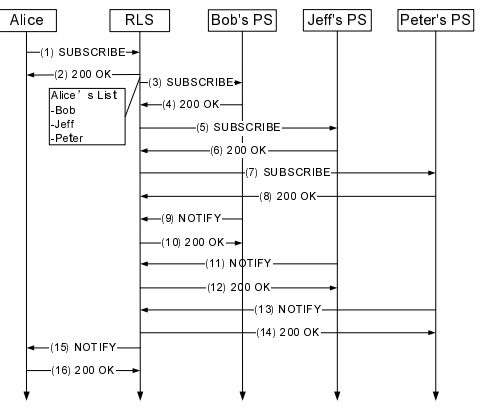 Alice RLS Bob's PS Jeff's PS Peter's PS
(1) SUBSCRIBE
(2) 200 OK
(3) SUBSCRIBE
Alice's List
-Bob
-Jeff
-Peter
(4) 200 OK
(5) SUBSCRIBE
(6) 200 OK
(7) SUBSCRIBE
(8) 200 OK
(9) NOTIFY
(10) 200 OK
(11) NOTIFY
(12) 200 OK
(13) NOTIFY
(14) 200 OK
(15) NOTIFY
(16) 200 OK